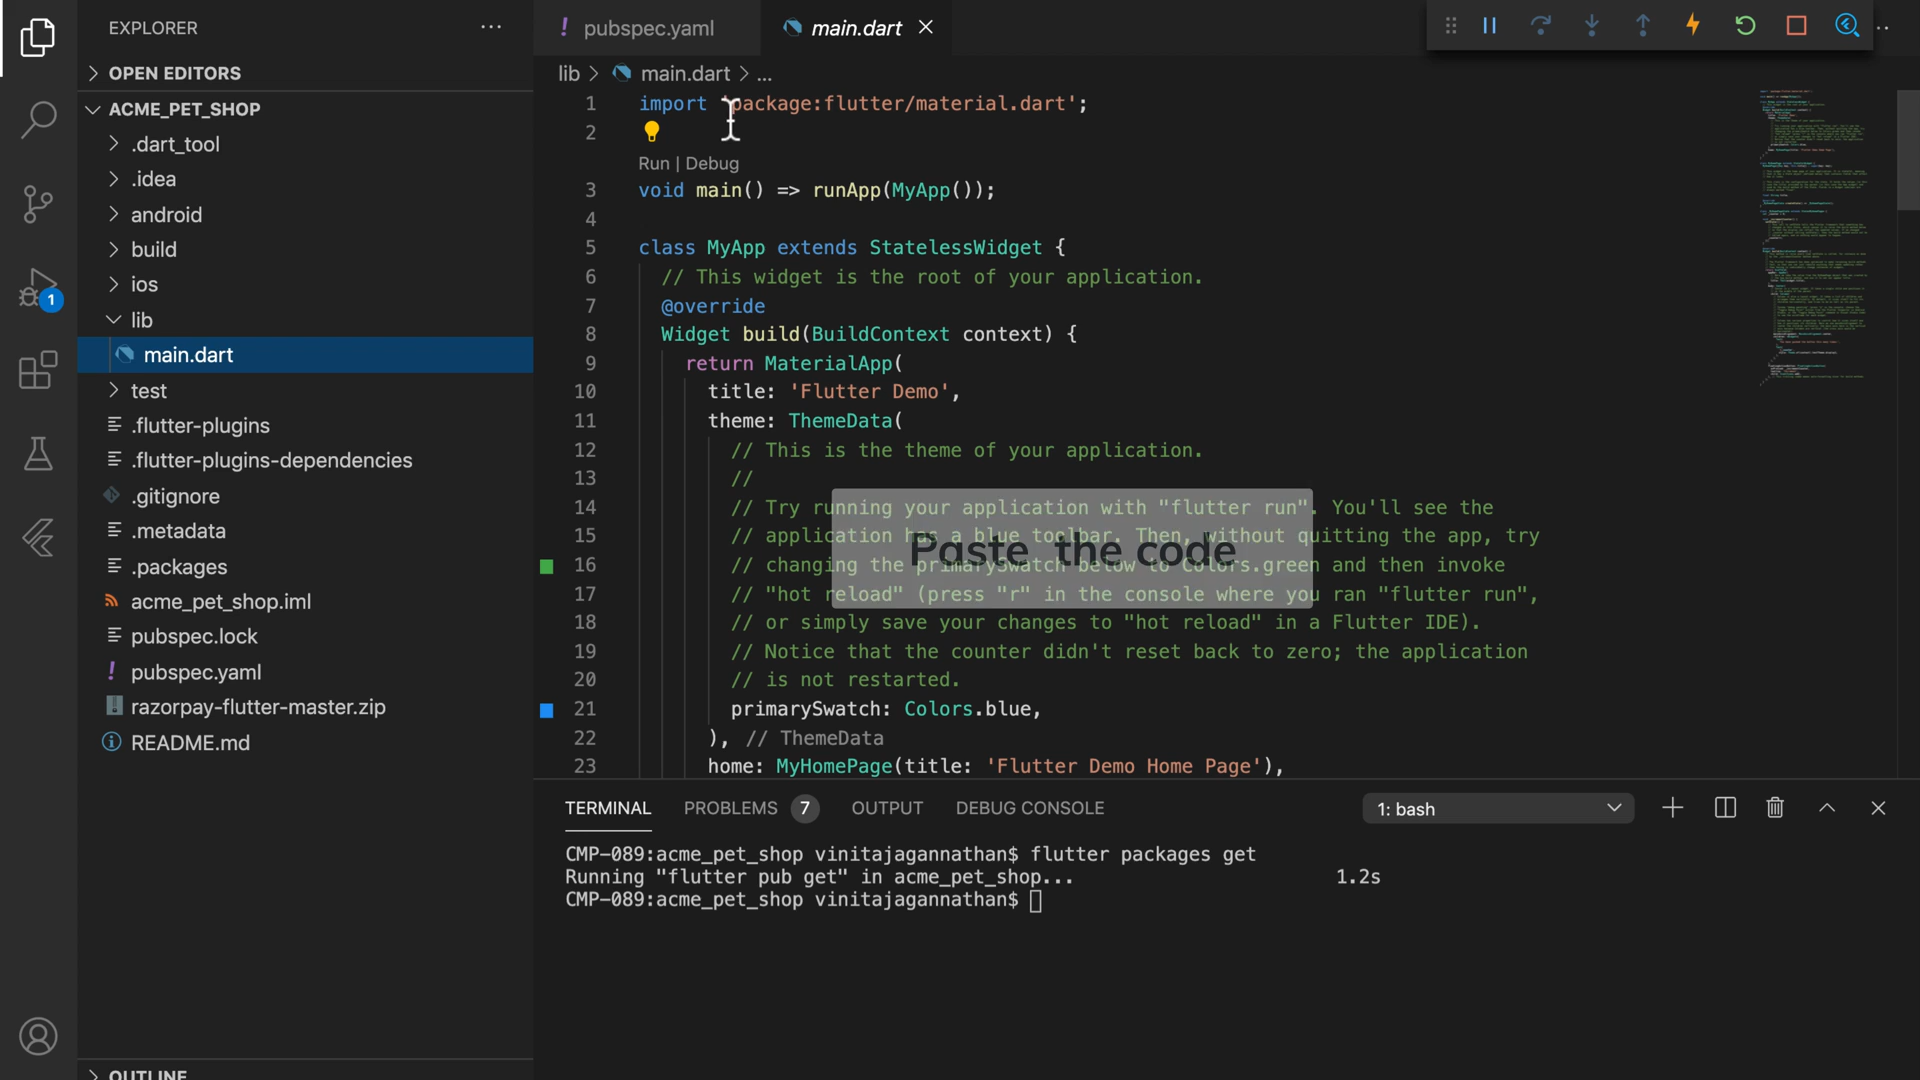 EXPLORER
OPEN EDITORS
ACME_PET_SHOP
.dart_tool
.idea
android
build
ios
lib
main.dart
test
.flutter-plugins
.flutter-plugins-dependencies
.gitignore
.metadata
.packages
acme_pet_shop.iml
pubspec.lock
pubspec.yaml
razorpay-flutter-master.zip
README.md
OUTLINE
1
! pubspec.yaml
main.dart
lib > main.dart > ...
1 import 'package:flutter/material.dart';
2
Run | Debug
3 void main() => runApp(MyApp());
4
5 class MyApp extends StatelessWidget {
6 // This widget is the root of your application.
7 @override
8 Widget build(BuildContext context) {
9 return MaterialApp(
10 title: 'Flutter Demo',
11 theme: ThemeData(
12 // This is the theme of your application.
13 //
14 // Try running your application with "flutter run". You'll see the
15 // application has a blue toolbar. Then, without quitting the app, try
16 // changing the primarySwatch below to Colors.green and then invoke
17 // "hot reload" (press "r" in the console where you ran "flutter run",
18 // or simply save your changes to "hot reload" in a Flutter IDE).
19 // Notice that the counter didn't reset back to zero; the application
20 // is not restarted.
21 primarySwatch: Colors.blue,
22 ), // ThemeData
23 home: MyHomePage(title: 'Flutter Demo Home Page'),
Paste the code
TERMINAL PROBLEMS 7 OUTPUT DEBUG CONSOLE 1: bash
CMP-089:acme_pet_shop vinitajagannathan$ flutter packages get
Running "flutter pub get" in acme_pet_shop... 1.2s
CMP-089:acme_pet_shop vinitajagannathan$